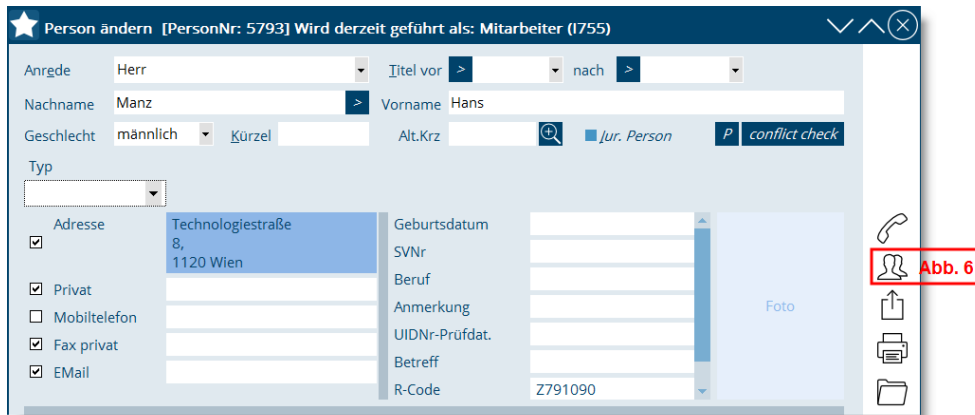 Person ändern [PersonNr: 5793] Wird derzeit geführt als: Mitarbeiter (I755)
Anrede Herr Titel vor > nach >
Nachname Manz > Vorname Hans
Geschlecht männlich Kürzel Alt.Krz Jur. Person P conflict check
Typ
Adresse Technologiestraße
8,
1120 Wien
Privat
Mobiltelefon
Fax privat
EMail
Geburtsdatum
SVNr
Beruf
Anmerkung
UIDNr-Prüfdat.
Betreff
R-Code Z791090
Foto
Abb. 6